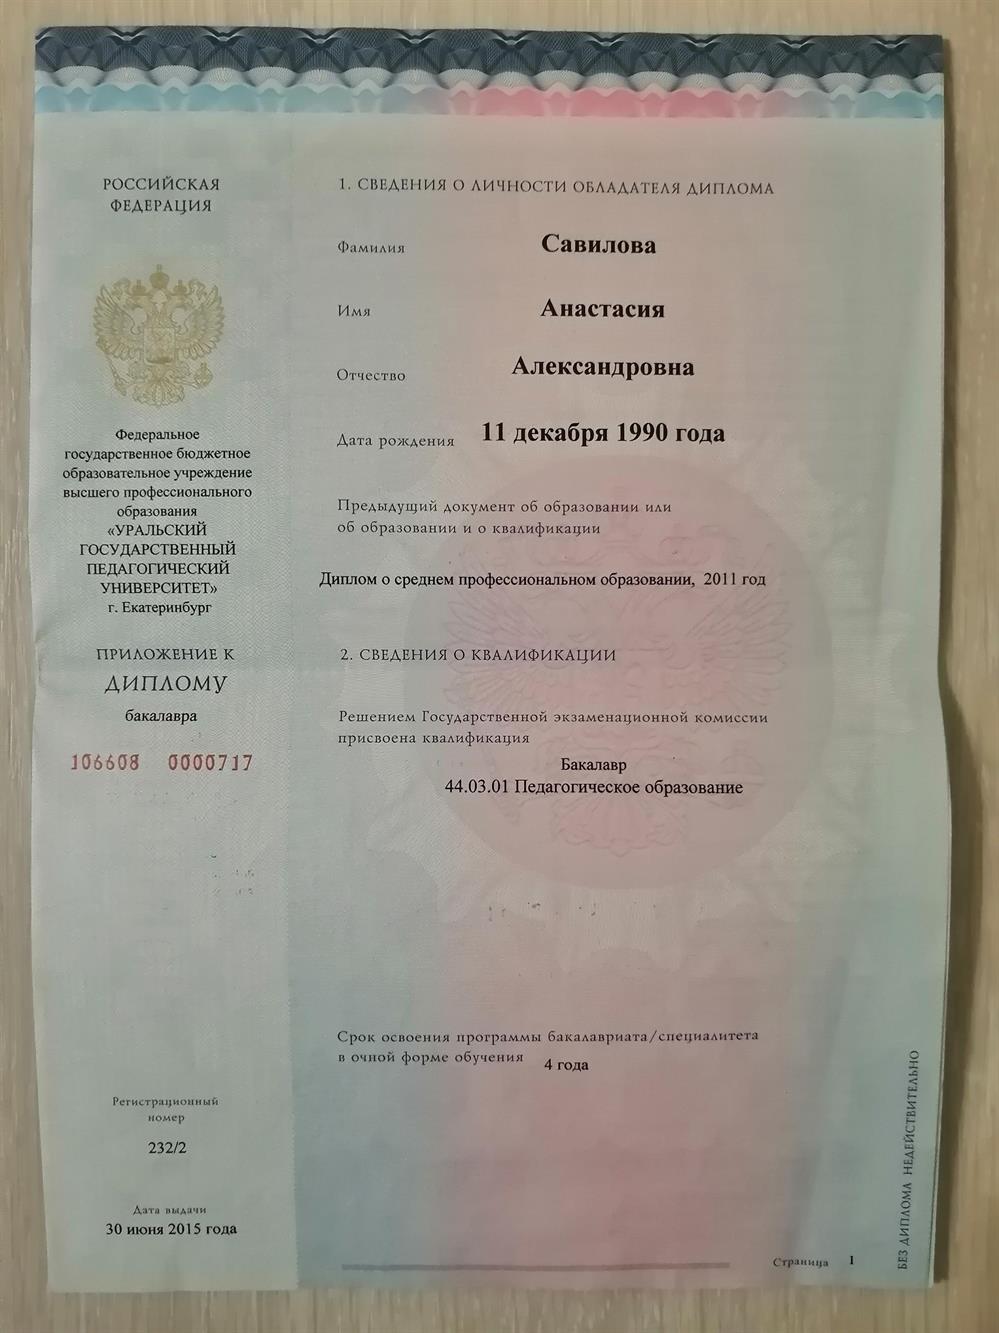 РОССИЙСКАЯ
ФЕДЕРАЦИЯ
Федеральное
государственное бюджетное
образовательное учреждение
высшего профессионального
образования
«УРАЛЬСКИЙ
ГОСУДАРСТВЕННЫЙ
ПЕДАГОГИЧЕСКИЙ
УНИВЕРСИТЕТ»
г. Екатеринбург
ПРИЛОЖЕНИЕ К
ДИПЛОМУ
бакалавра
106608 0000717
Регистрационный
номер
232/2
Дата выдачи
30 июня 2015 года
1. СВЕДЕНИЯ О ЛИЧНОСТИ ОБЛАДАТЕЛЯ ДИПЛОМА
Фамилия Савилова
Имя Анастасия
Отчество Александровна
Дата рождения 11 декабря 1990 года
Предыдущий документ об образовании или
об образовании и о квалификации
Диплом о среднем профессиональном образовании, 2011 год
2. СВЕДЕНИЯ О КВАЛИФИКАЦИИ
Решением Государственной экзаменационной комиссии
присвоена квалификация
Бакалавр
44.03.01 Педагогическое образование
Срок освоения программы бакалавриата/специалитета
в очной форме обучения 4 года
Страница 1
БЕЗ ДИПЛОМА НЕДЕЙСТВИТЕЛЬНО